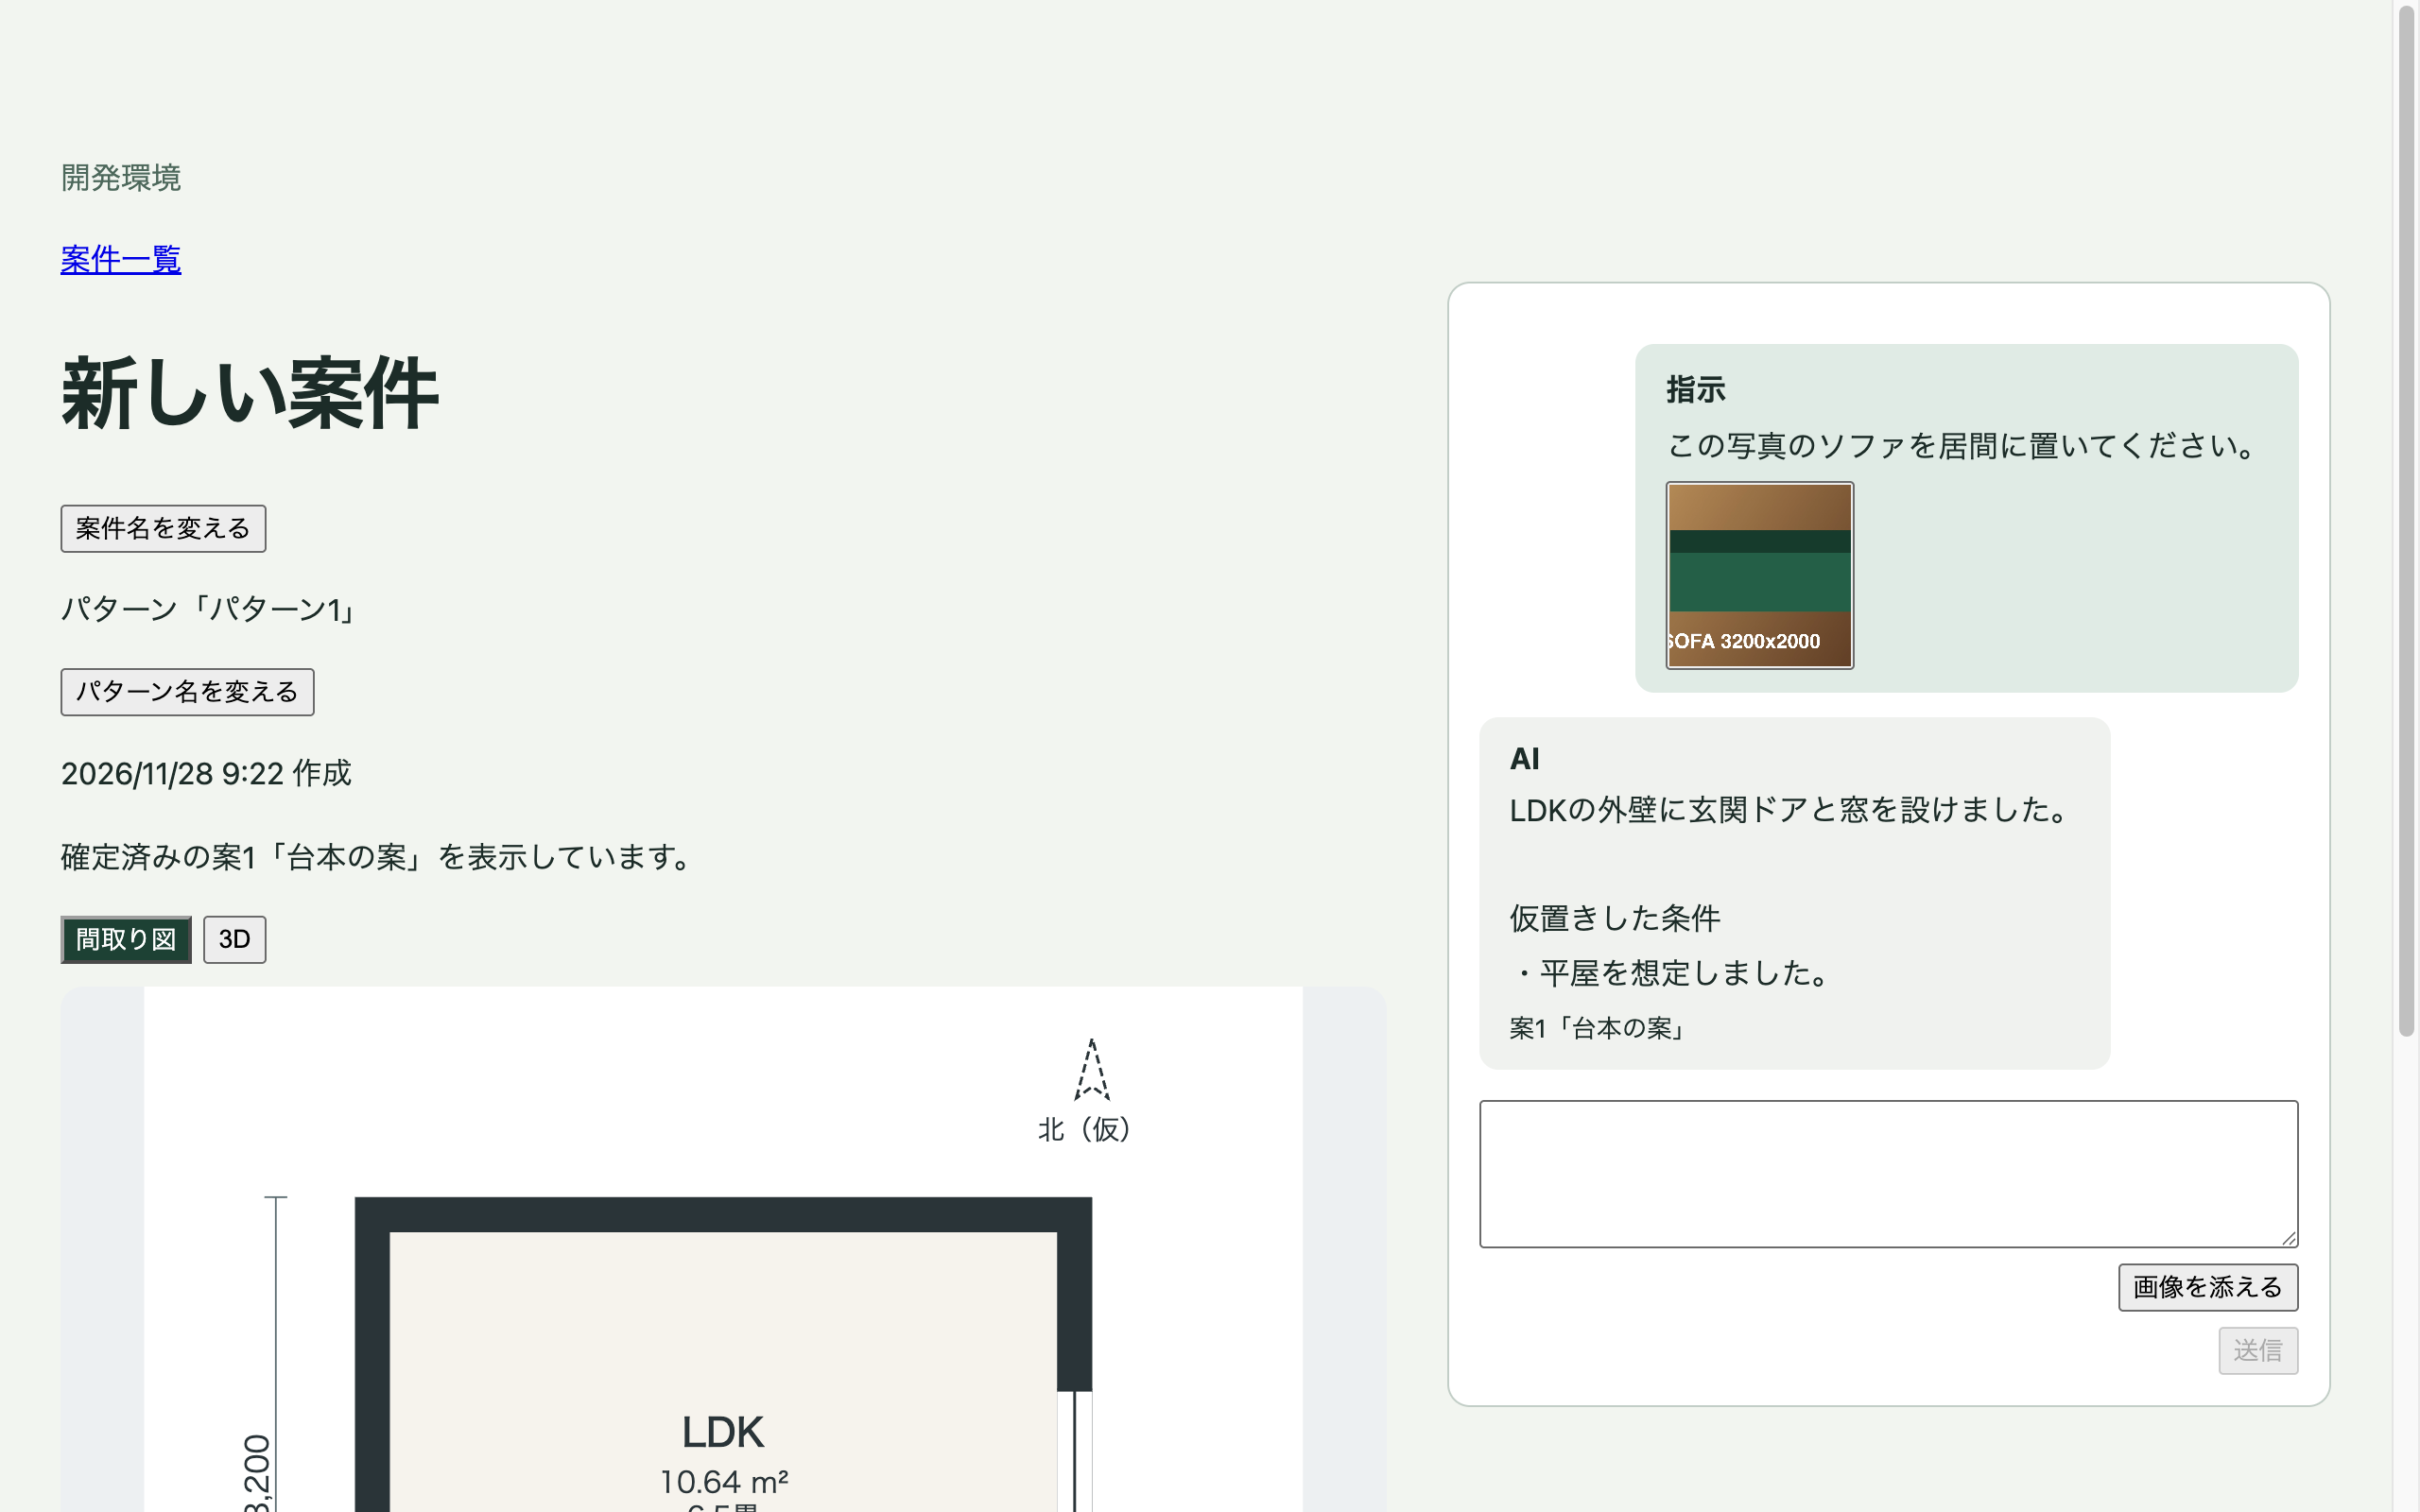 開発環境
案件一覧
新しい案件
案件名を変える
パターン「パターン1」
パターン名を変える
2026/11/28 9:22 作成
確定済みの案1「台本の案」を表示しています。
間取り図
3D
北（仮）
LDK
10.64 m²
指示
この写真のソファを居間に置いてください。
SOFA 3200x2000
AI
LDKの外壁に玄関ドアと窓を設けました。
仮置きした条件
・平屋を想定しました。
案1「台本の案」
画像を添える
送信